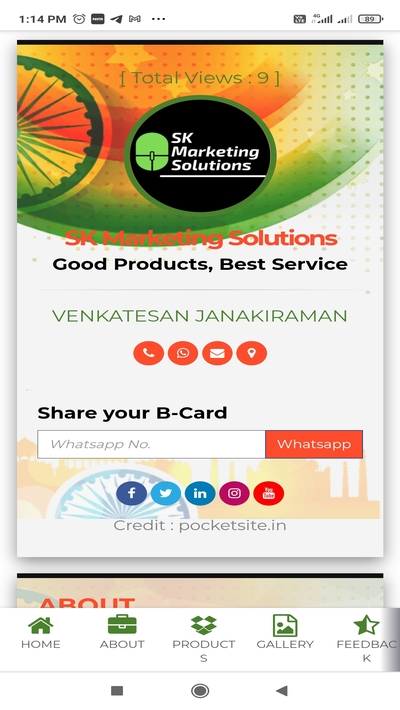 1:14 PM
4G
89
[ Total Views : 9 ]
SK
Marketing
Solutions
SK Marketing Solutions
Good Products, Best Service
VENKATESAN JANAKIRAMAN
Share your B-Card
Whatsapp No.
Whatsapp
Credit : pocketsite.in
ABOUT
HOME
ABOUT
PRODUCT
S
GALLERY
FEEDBAC
K